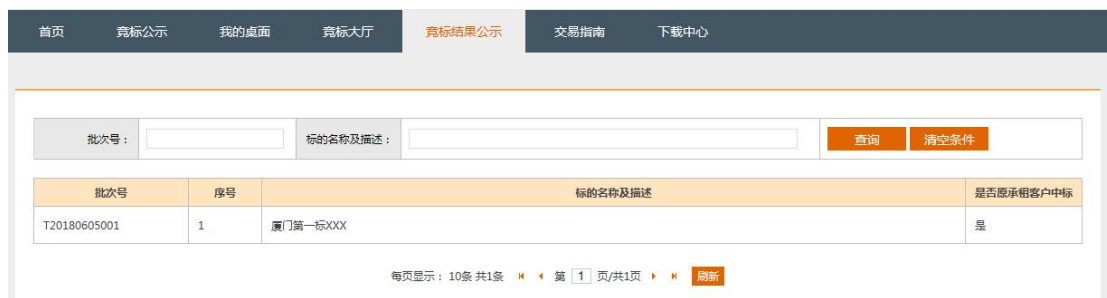 首页 竞标公示 我的桌面 竞标大厅 竞标结果公示 交易指南 下载中心
批次号： 标的名称及描述： 查询 清空条件
批次号 序号 标的名称及描述 是否原承租客户中标
T20180605001 1 厦门第一标XXX 是
每页显示：10条 共1条 第 1 页/共1页 刷新